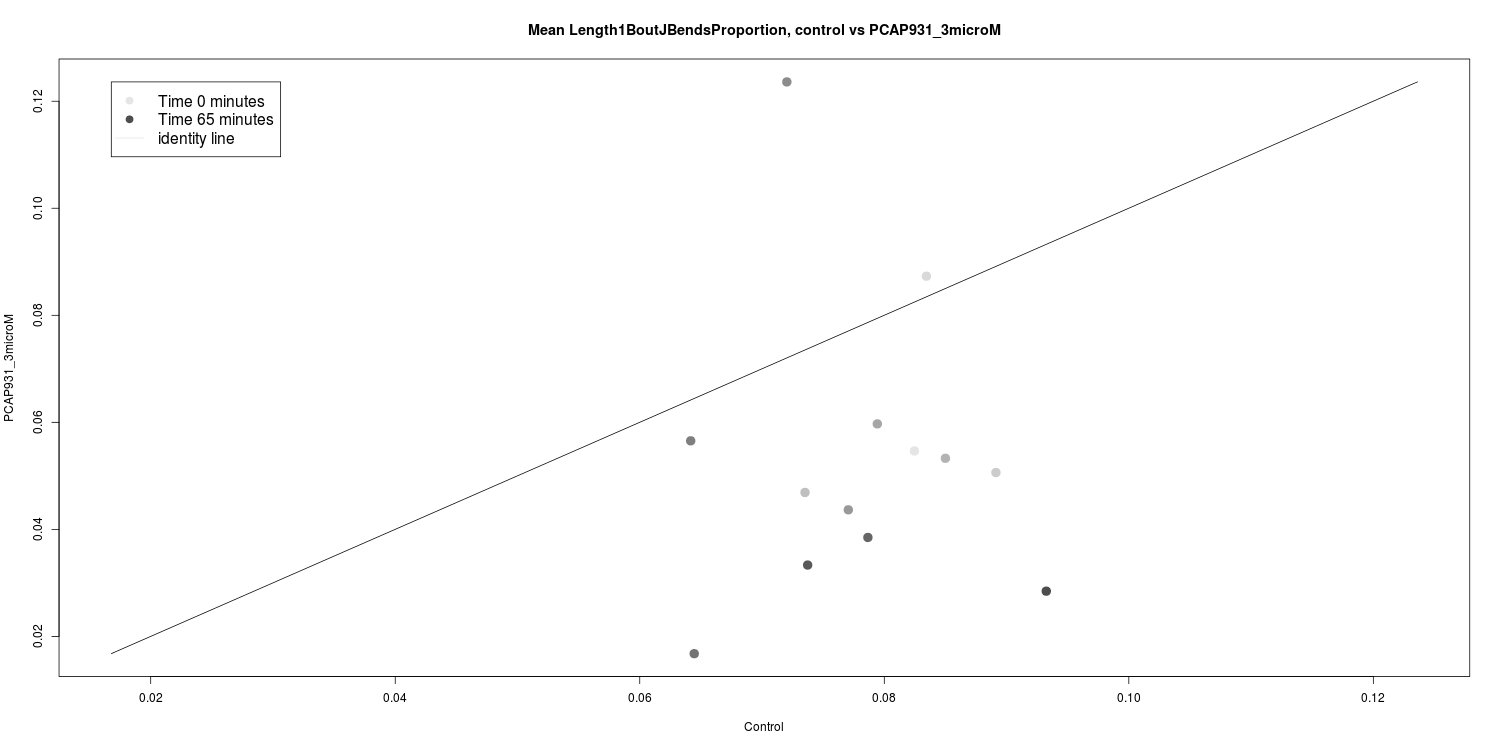 Mean Length1BoutJBendsProportion, control vs PCAP931_3microM
Time 0 minutes
Time 65 minutes
identity line
PCAP931_3microM
0.12
0.10
0.08
0.06
0.04
0.02
0.02
0.04
0.06
0.08
0.10
0.12
Control